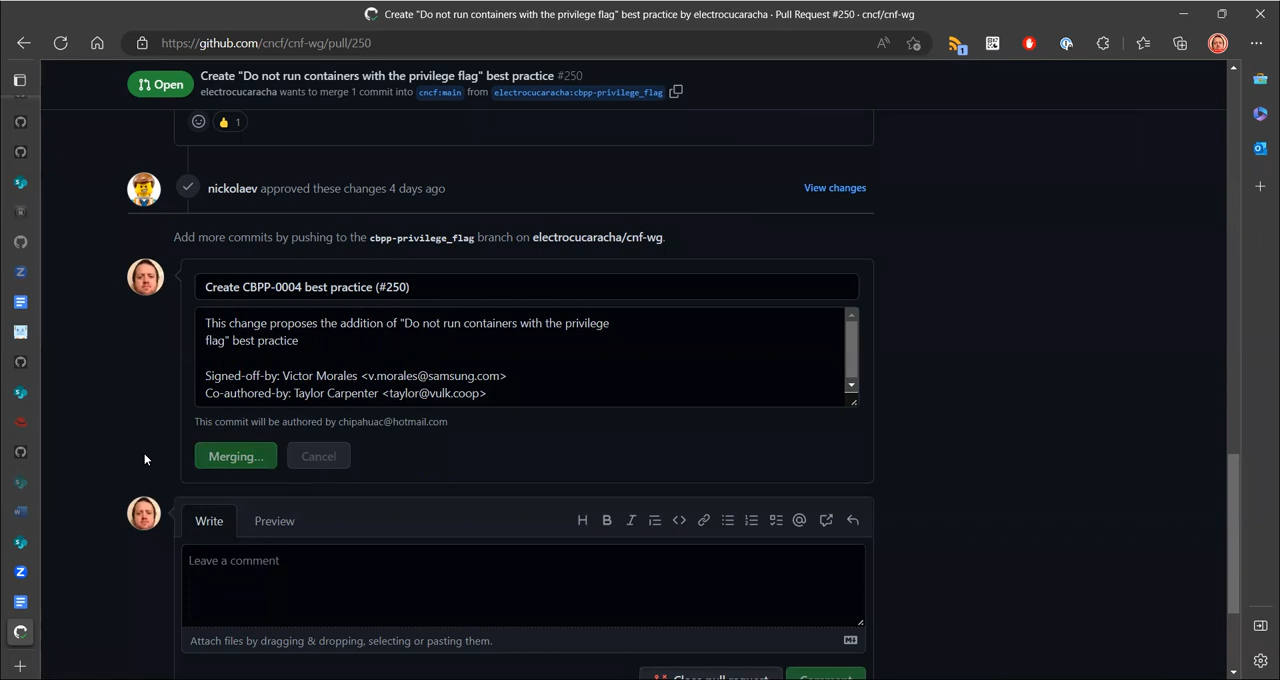 Create "Do not run containers with the privilege flag" best practice by electrocucaracha · Pull Request #250 · cncf/cnf-wg
https://github.com/cncf/cnf-wg/pull/250
1
Open
Create "Do not run containers with the privilege flag" best practice #250
electrocucaracha wants to merge 1 commit into cncf:main from electrocucaracha:cbpp-privilege_flag
1
nickolaev approved these changes 4 days ago
View changes
Add more commits by pushing to the cbpp-privilege_flag branch on electrocucaracha/cnf-wg.
Create CBPP-0004 best practice (#250)
This change proposes the addition of "Do not run containers with the privilege
flag" best practice
Signed-off-by: Victor Morales <v.morales@samsung.com>
Co-authored-by: Taylor Carpenter <taylor@vulk.coop>
This commit will be authored by chipahuac@hotmail.com
Merging...
Cancel
Write
Preview
Leave a comment
Attach files by dragging & dropping, selecting or pasting them.
Close pull request
Comment